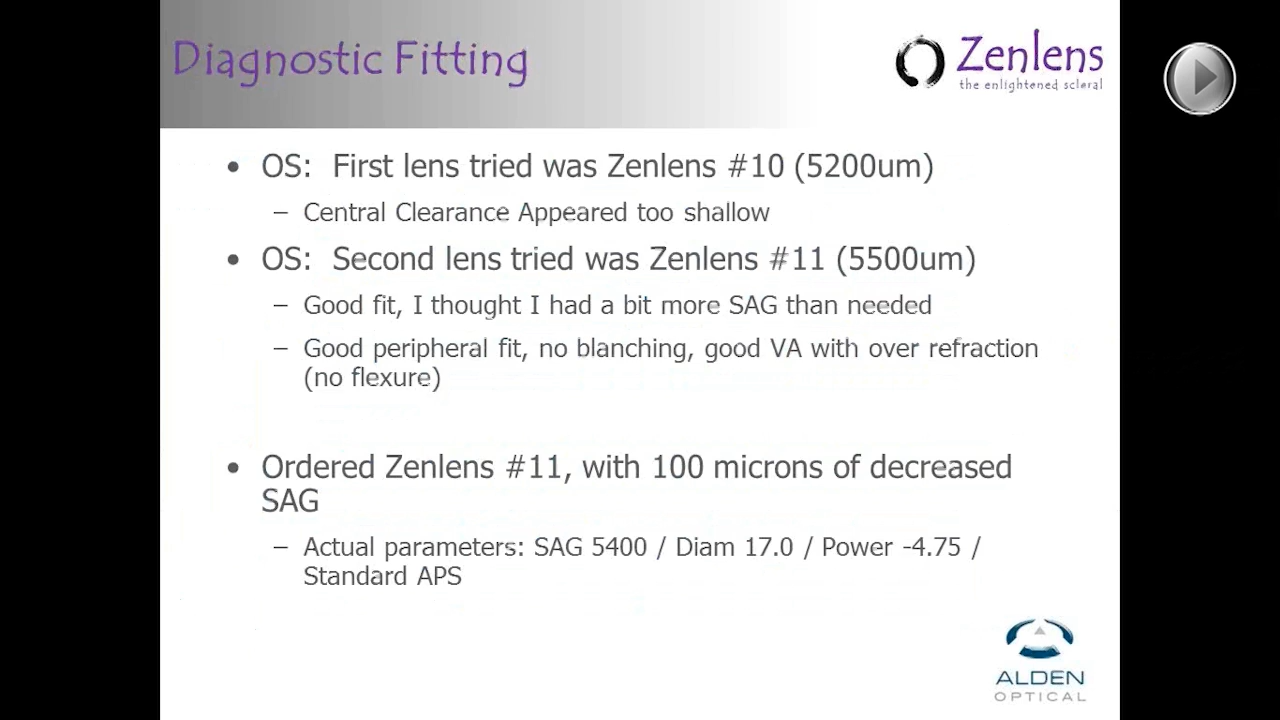 Diagnostic Fitting
Zenlens
the enlightened scleral
• OS: First lens tried was Zenlens #10 (5200um)
– Central Clearance Appeared too shallow
• OS: Second lens tried was Zenlens #11 (5500um)
– Good fit, I thought I had a bit more SAG than needed
– Good peripheral fit, no blanching, good VA with over refraction
(no flexure)
• Ordered Zenlens #11, with 100 microns of decreased
SAG
– Actual parameters: SAG 5400 / Diam 17.0 / Power -4.75 /
Standard APS
ALDEN
OPTICAL